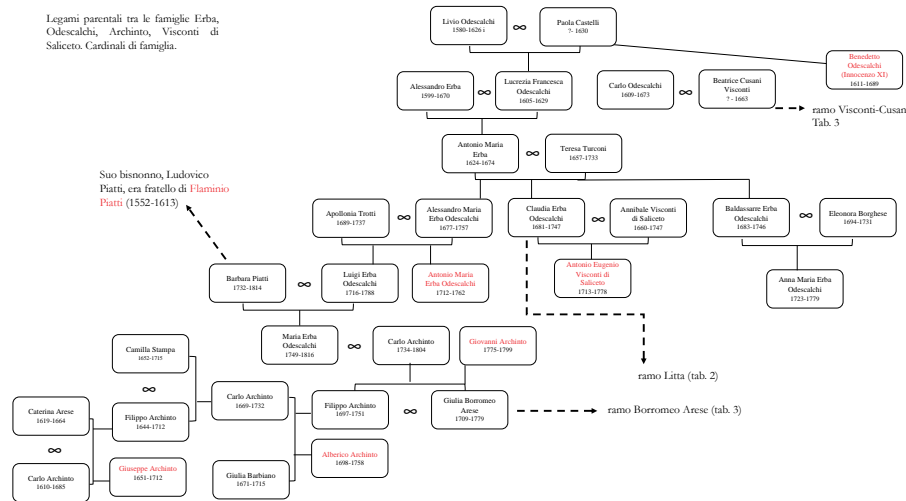 Legami parentali tra le famiglie Erba,
Odescalchi, Archinto, Visconti di
Saliceto. Cardinali di famiglia.
Livio Odescalchi
1580-1626 i
∞
Paola Castelli
?- 1630
Benedetto
Odescalchi
(Innocenzo XI)
1611-1689
Alessandro Erba
1599-1670
∞
Lucrezia Francesca
Odescalchi
1605-1629
Carlo Odescalchi
1609-1673
∞
Beatrice Cusani
Visconti
? - 1663
ramo Visconti-Cusan
Tab. 3
Antonio Maria
Erba
1624-1674
∞
Teresa Turconi
1657-1733
Suo bisnonno, Ludovico
Piatti, era fratello di Flaminio
Piatti (1552-1613)
Apollonia Trotti
1689-1737
∞
Alessandro Maria
Erba Odescalchi
1677-1757
Claudia Erba
Odescalchi
1681-1747
∞
Annibale Visconti
di Saliceto
1660-1747
Baldassarre Erba
Odescalchi
1683-1746
∞
Eleonora Borghese
1694-1731
Barbara Piatti
1732-1814
∞
Luigi Erba
Odescalchi
1716-1788
Antonio Maria
Erba Odescalchi
1712-1762
Antonio Eugenio
Visconti di
Saliceto
1713-1778
Anna Maria Erba
Odescalchi
1723-1779
Maria Erba
Odescalchi
1749-1816
∞
Carlo Archinto
1734-1804
Giovanni Archinto
1775-1799
Camilla Stampa
1652-1715
∞
ramo Litta (tab. 2)
Caterina Arese
1619-1664
∞
Filippo Archinto
1644-1712
Carlo Archinto
1669-1732
Filippo Archinto
1697-1751
∞
Giulia Borromeo
Arese
1709-1779
ramo Borromeo Arese (tab. 3)
Carlo Archinto
1610-1685
Giuseppe Archinto
1651-1712
Giulia Barbiano
1671-1715
Alberico Archinto
1698-1758